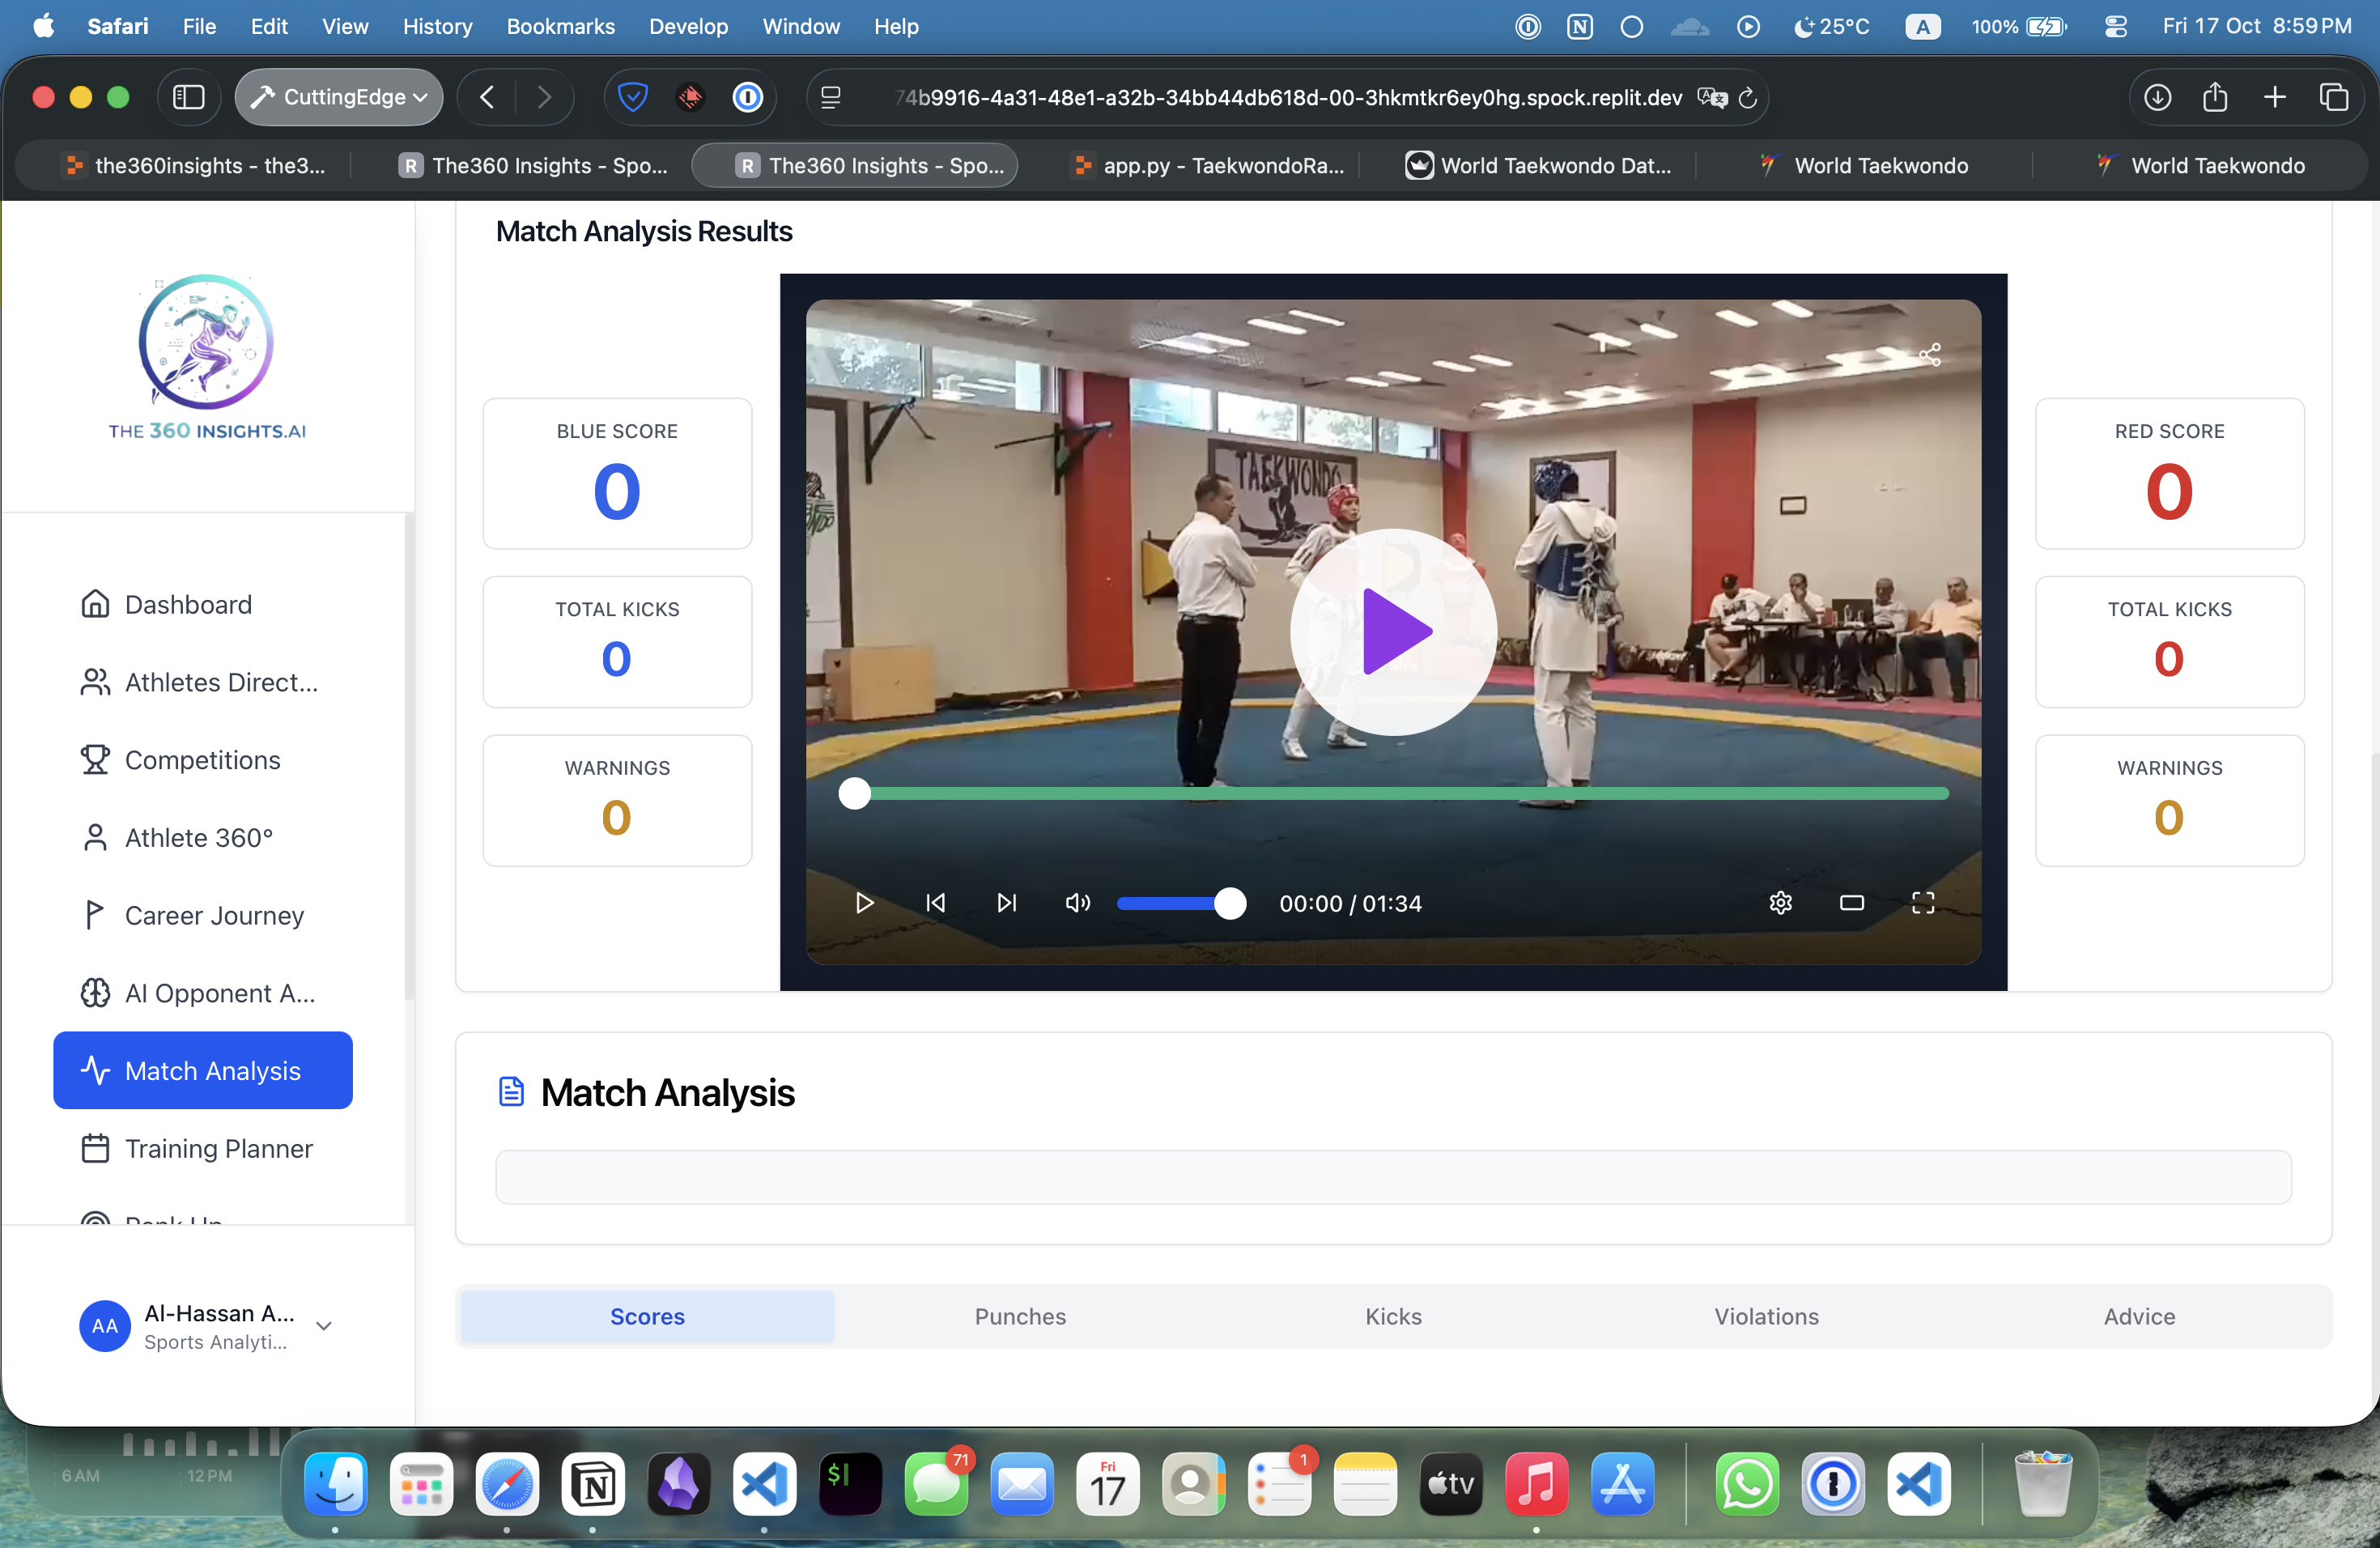 Safari File Edit View History Bookmarks Develop Window Help
25°C A 100% Fri 17 Oct 8:59 PM
CuttingEdge
74b9916-4a31-48e1-a32b-34bb44db618d-00-3hkmtkr6ey0hg.spock.replit.dev
the360insights - the3...
R The360 Insights - Spo...
R The360 Insights - Spo...
app.py - TaekwondoRa...
World Taekwondo Dat...
World Taekwondo
World Taekwondo
THE 360 INSIGHTS.AI
Dashboard
Athletes Direct...
Competitions
Athlete 360°
Career Journey
AI Opponent A...
Match Analysis
Training Planner
Rank Up
AA
Al-Hassan A...
Sports Analyti...
Match Analysis Results
BLUE SCORE
0
TOTAL KICKS
0
WARNINGS
0
TAEKWONDO
00:00 / 01:34
RED SCORE
0
TOTAL KICKS
0
WARNINGS
0
Match Analysis
Scores Punches Kicks Violations Advice
6 AM 12 PM
N
$
71
Fri
17
1
tv